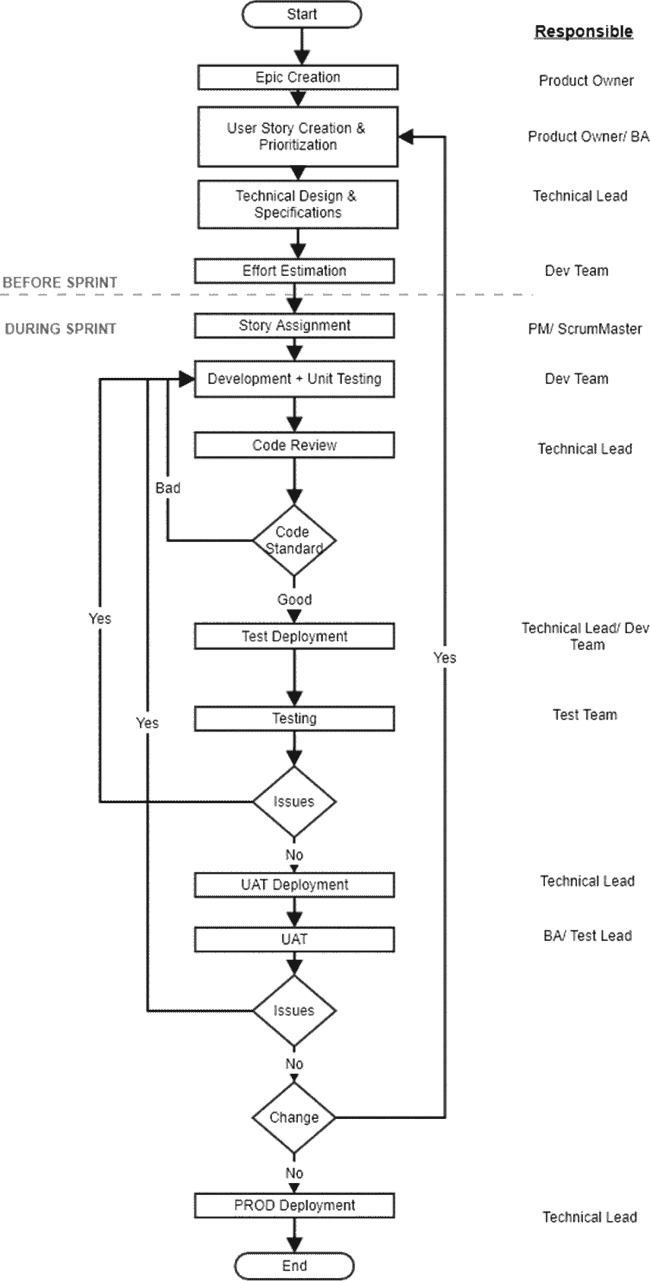 Start
Responsible
Epic Creation
Product Owner
User Story Creation &
Prioritization
Product Owner/ BA
Technical Design &
Specifications
Technical Lead
Effort Estimation
Dev Team
BEFORE SPRINT
DURING SPRINT
Story Assignment
PM/ ScrumMaster
Development + Unit Testing
Dev Team
Code Review
Technical Lead
Bad
Code
Standard
Good
Yes
Test Deployment
Technical Lead/ Dev
Team
Yes
Yes
Testing
Test Team
Issues
No
UAT Deployment
Technical Lead
UAT
BA/ Test Lead
Issues
No
Change
No
PROD Deployment
Technical Lead
End